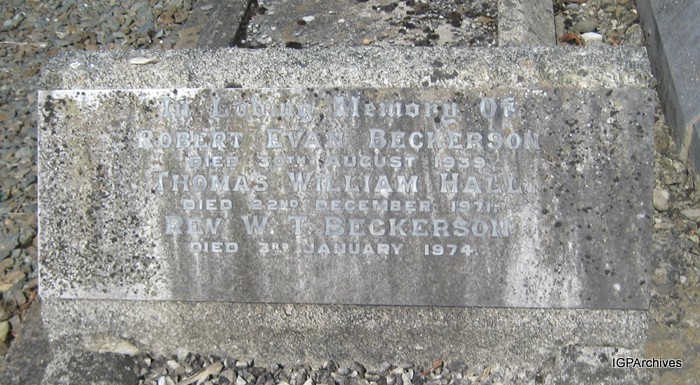 In Loving Memory Of
ROBERT EVAN BECKERSON
DIED 30TH AUGUST 1939.
THOMAS WILLIAM HALL.
DIED 22ND DECEMBER 1971.
REV. W. T. BECKERSON
DIED 3RD JANUARY 1974.
IGPArchives